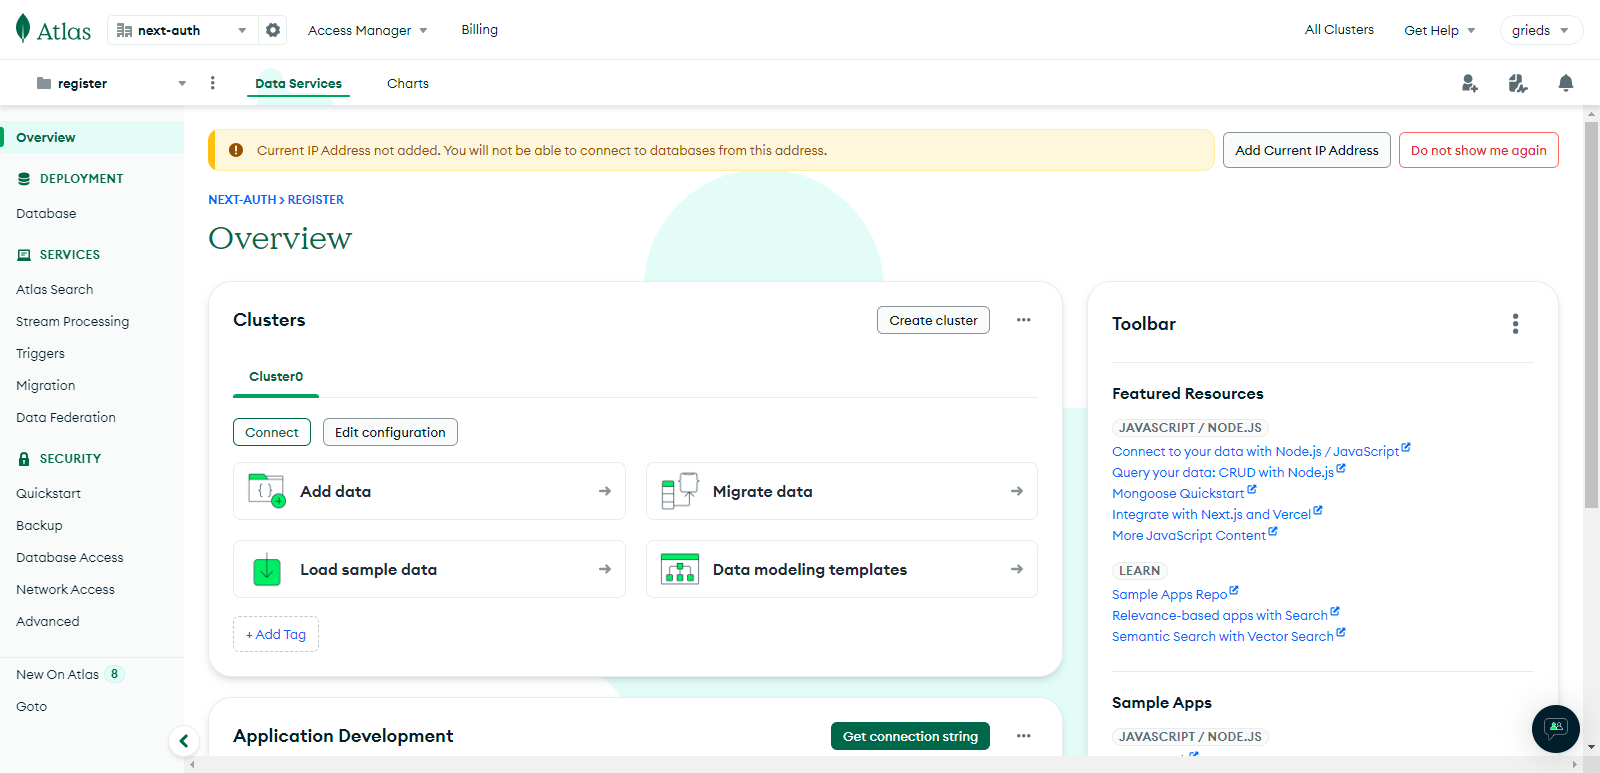 Atlas
next-auth
Access Manager
Billing
All Clusters
Get Help
grieds
register
Data Services
Charts
Overview
DEPLOYMENT
Database
SERVICES
Atlas Search
Stream Processing
Triggers
Migration
Data Federation
SECURITY
Quickstart
Backup
Database Access
Network Access
Advanced
New On Atlas 8
Goto
Current IP Address not added. You will not be able to connect to databases from this address.
Add Current IP Address
Do not show me again
NEXT-AUTH › REGISTER
Overview
Clusters
Create cluster
Cluster0
Connect
Edit configuration
Add data
Migrate data
Load sample data
Data modeling templates
+ Add Tag
Application Development
Get connection string
Toolbar
Featured Resources
JAVASCRIPT / NODE.JS
Connect to your data with Node.js / JavaScript
Query your data: CRUD with Node.js
Mongoose Quickstart
Integrate with Next.js and Vercel
More JavaScript Content
LEARN
Sample Apps Repo
Relevance-based apps with Search
Semantic Search with Vector Search
Sample Apps
JAVASCRIPT / NODE.JS